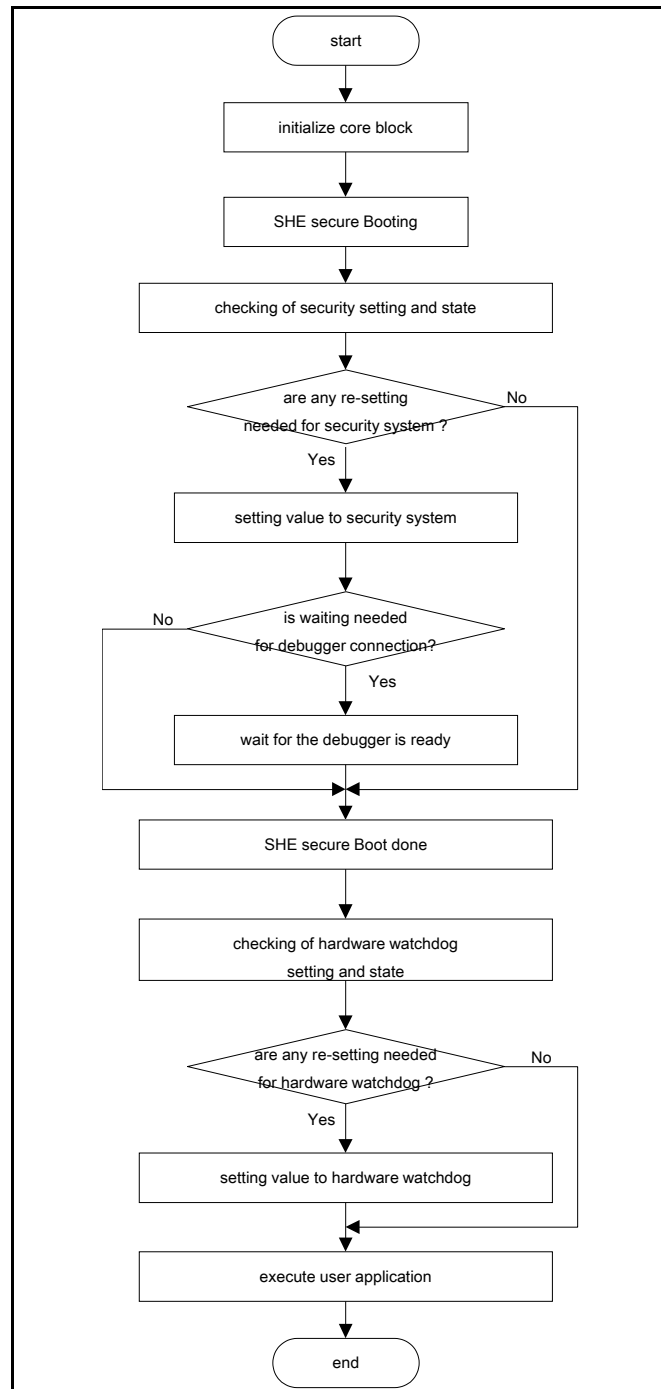 start
initialize core block
SHE secure Booting
checking of security setting and state
are any re-setting
needed for security system ?
No
Yes
setting value to security system
No
is waiting needed
for debugger connection?
Yes
wait for the debugger is ready
SHE secure Boot done
checking of hardware watchdog
setting and state
are any re-setting needed
for hardware watchdog ?
No
Yes
setting value to hardware watchdog
execute user application
end